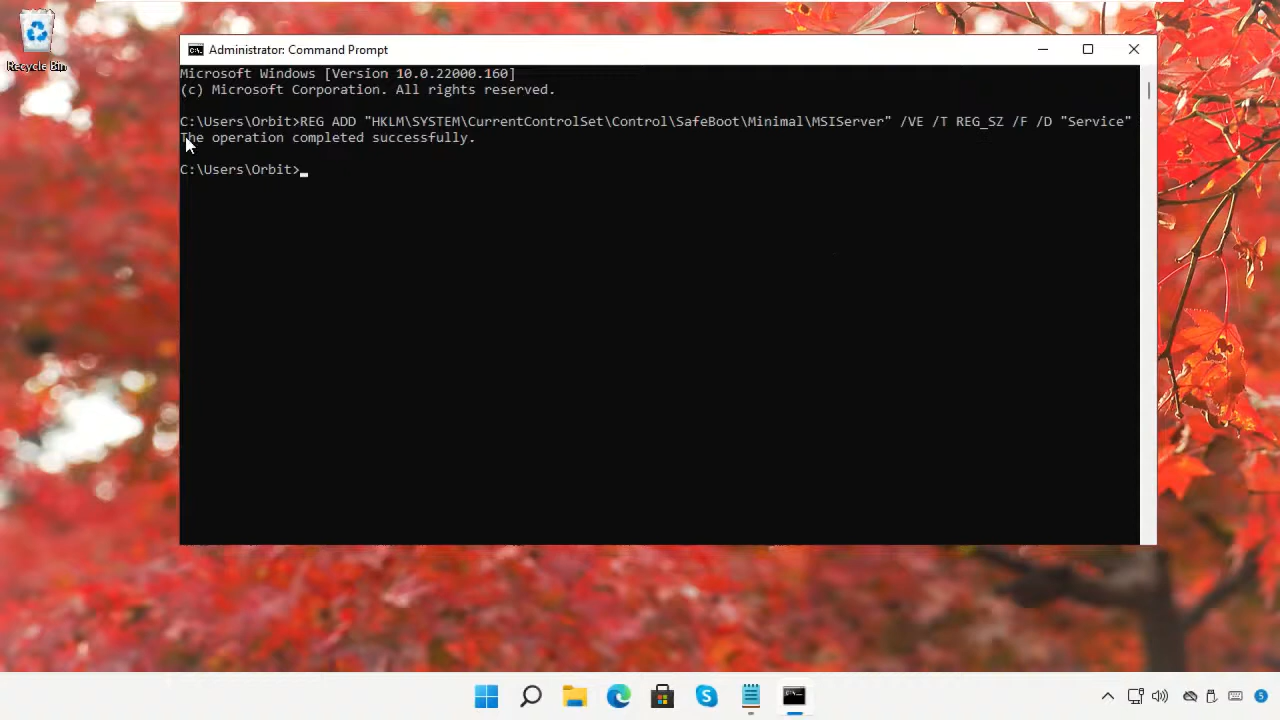 Recycle Bin
Administrator: Command Prompt
Microsoft Windows [Version 10.0.22000.160]
(c) Microsoft Corporation. All rights reserved.
C:\Users\Orbit>REG ADD "HKLM\SYSTEM\CurrentControlSet\Control\SafeBoot\Minimal\MSIServer" /VE /T REG_SZ /F /D "Service"
The operation completed successfully.
C:\Users\Orbit>
5